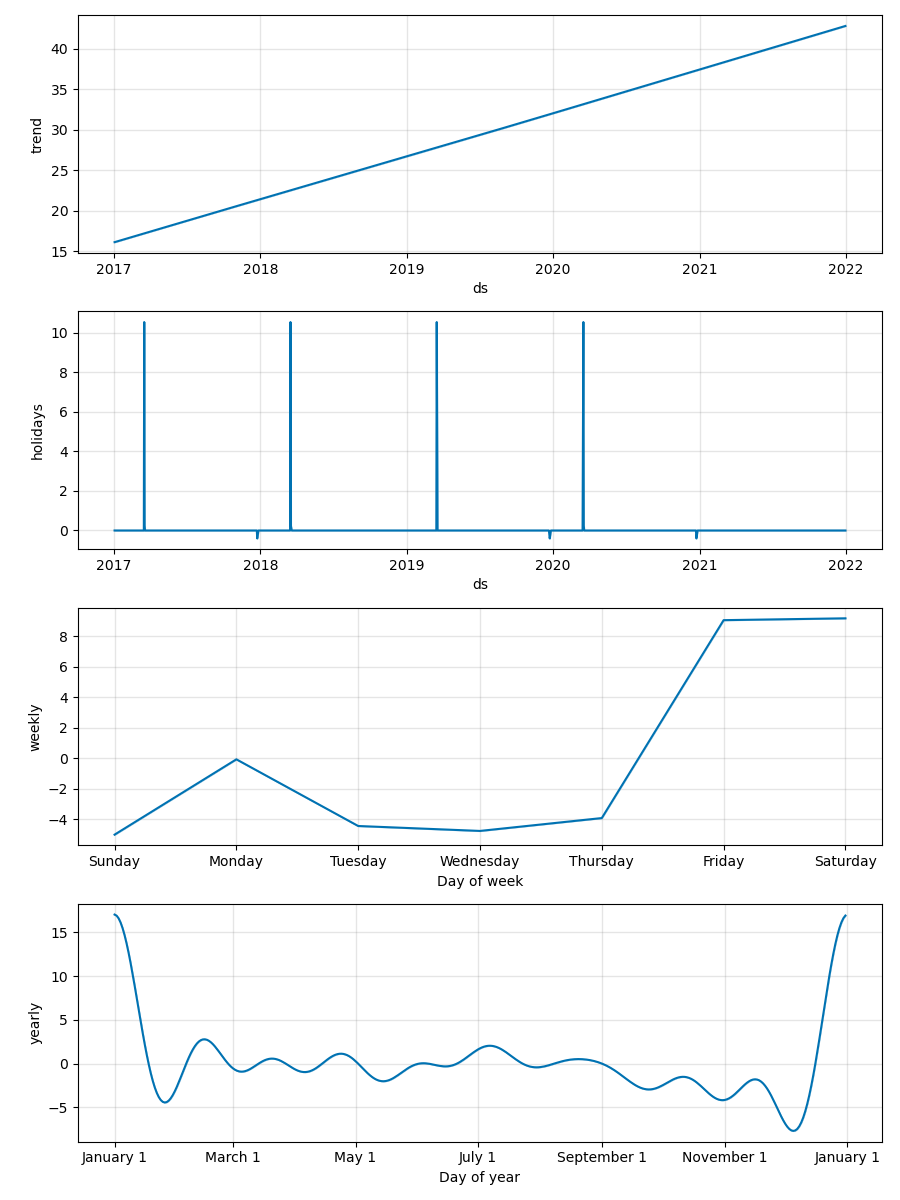 trend
40
35
30
25
20
15
2017 2018 2019 2020 2021 2022
ds
holidays
10
8
6
4
2
0
2017 2018 2019 2020 2021 2022
ds
weekly
8
6
4
2
0
−2
−4
Sunday Monday Tuesday Wednesday Thursday Friday Saturday
Day of week
yearly
15
10
5
0
−5
January 1 March 1 May 1 July 1 September 1 November 1 January 1
Day of year